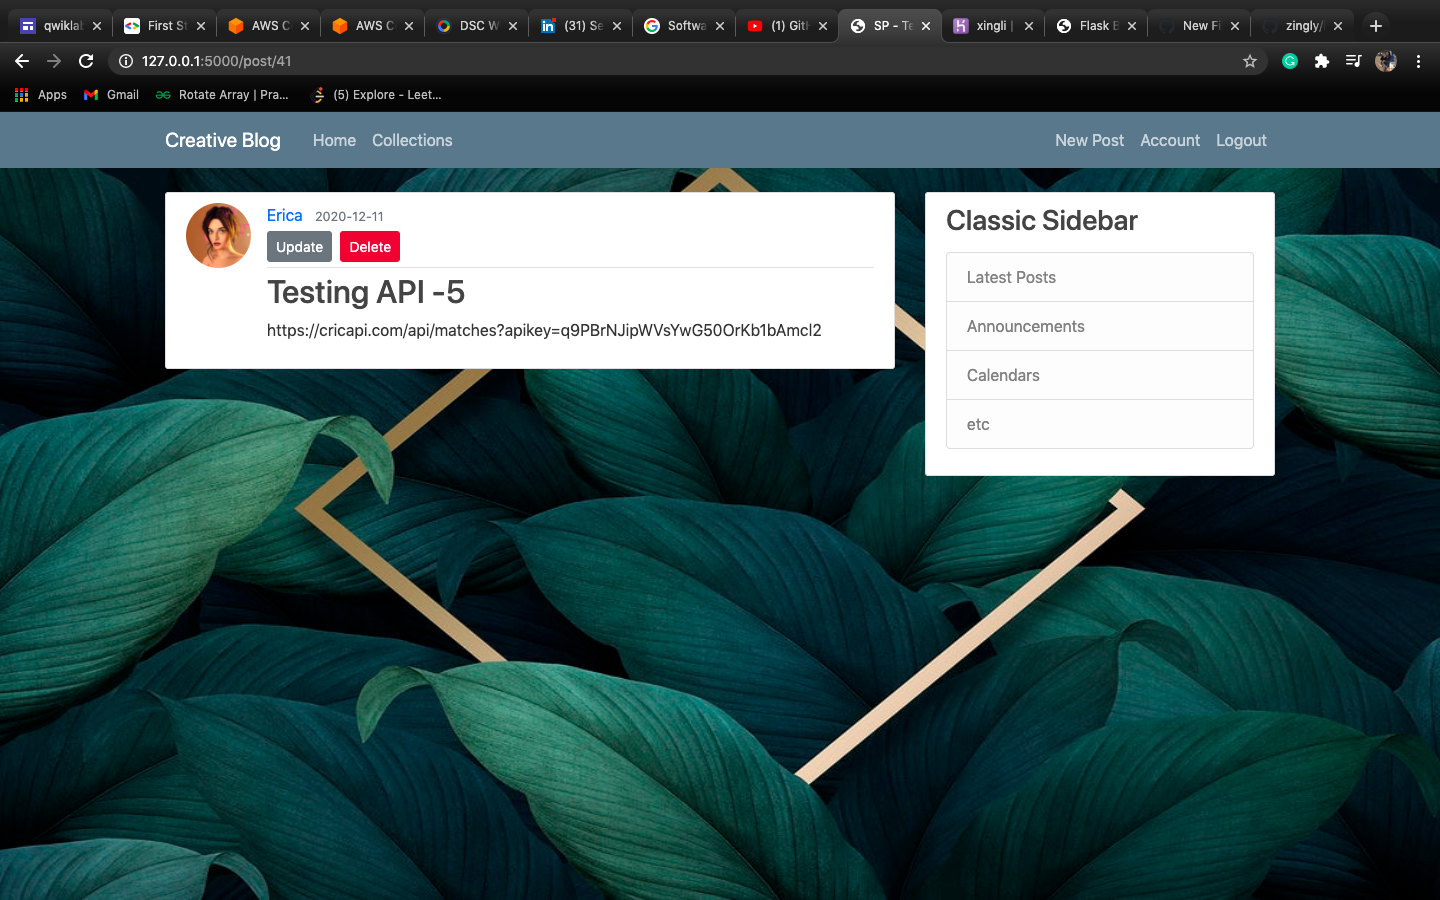 qwikla
First St
AWS C
AWS C
DSC W
(31) Se
Softwa
(1) Git
SP - Te
xingli |
Flask B
New Fi
zingly/
127.0.0.1:5000/post/41
Apps
Gmail
Rotate Array | Pra...
(5) Explore - Leet...
Creative Blog
Home
Collections
New Post
Account
Logout
Erica 2020-12-11
Update Delete
Testing API -5
https://cricapi.com/api/matches?apikey=q9PBrNJipWVsYwG50OrKb1bAmcl2
Classic Sidebar
Latest Posts
Announcements
Calendars
etc